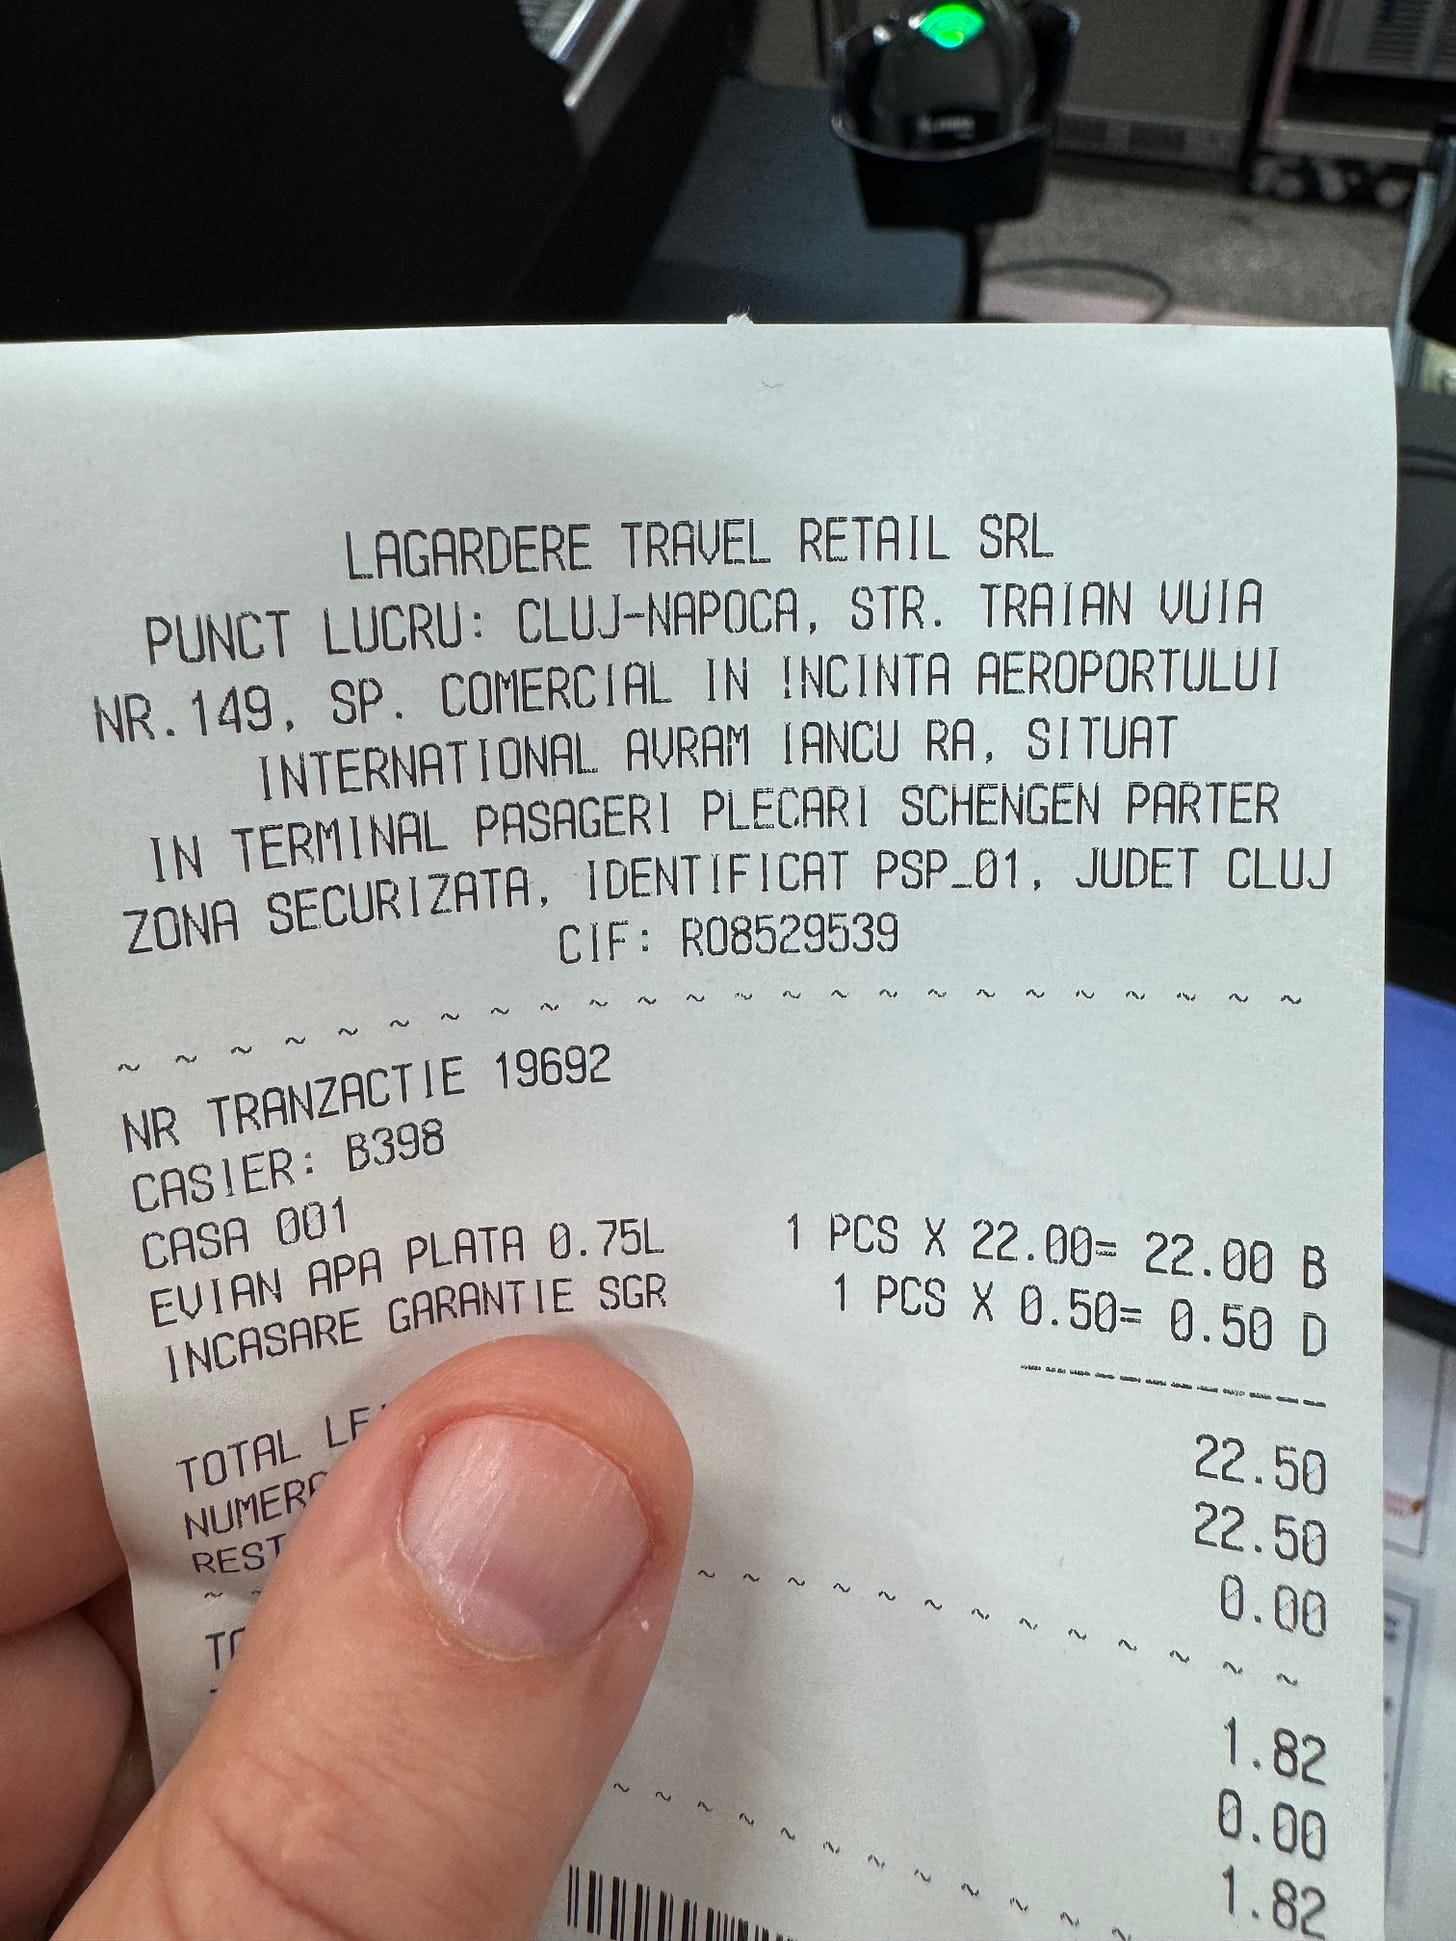 LAGARDERE TRAVEL RETAIL SRL
PUNCT LUCRU: CLUJ-NAPOCA, STR. TRAIAN VUIA
NR.149, SP. COMERCIAL IN INCINTA AEROPORTULUI
INTERNATIONAL AVRAM IANCU RA, SITUAT
IN TERMINAL PASAGERI PLECARI SCHENGEN PARTER
ZONA SECURIZATA, IDENTIFICAT PSP_01, JUDET CLUJ
CIF: RO8529539
NR TRANZACTIE 19692
CASIER: B398
CASA 001
EVIAN APA PLATA 0.75L 1 PCS X 22.00= 22.00 B
INCASARE GARANTIE SGR 1 PCS X 0.50= 0.50 D
TOTAL 22.50
22.50
REST 0.00
1.82
0.00
1.82